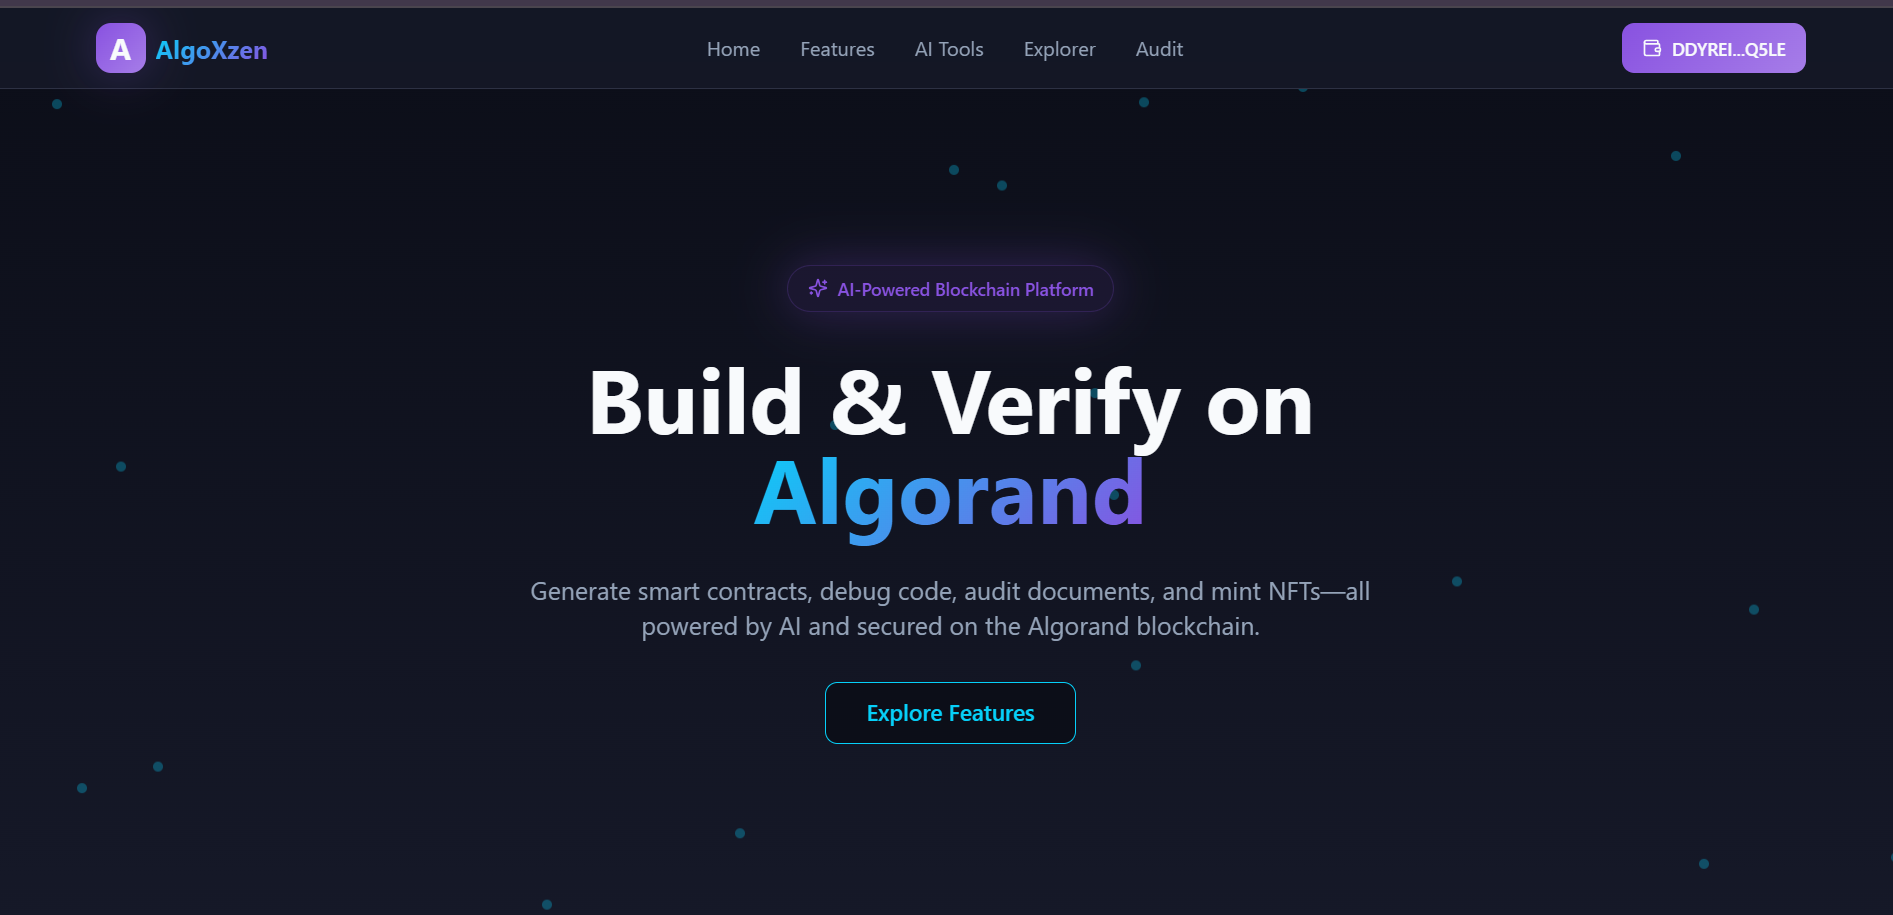 A AlgoXzen
Home Features AI Tools Explorer Audit
DDYREI...Q5LE
AI-Powered Blockchain Platform
Build & Verify on
Algorand
Generate smart contracts, debug code, audit documents, and mint NFTs—all
powered by AI and secured on the Algorand blockchain.
Explore Features